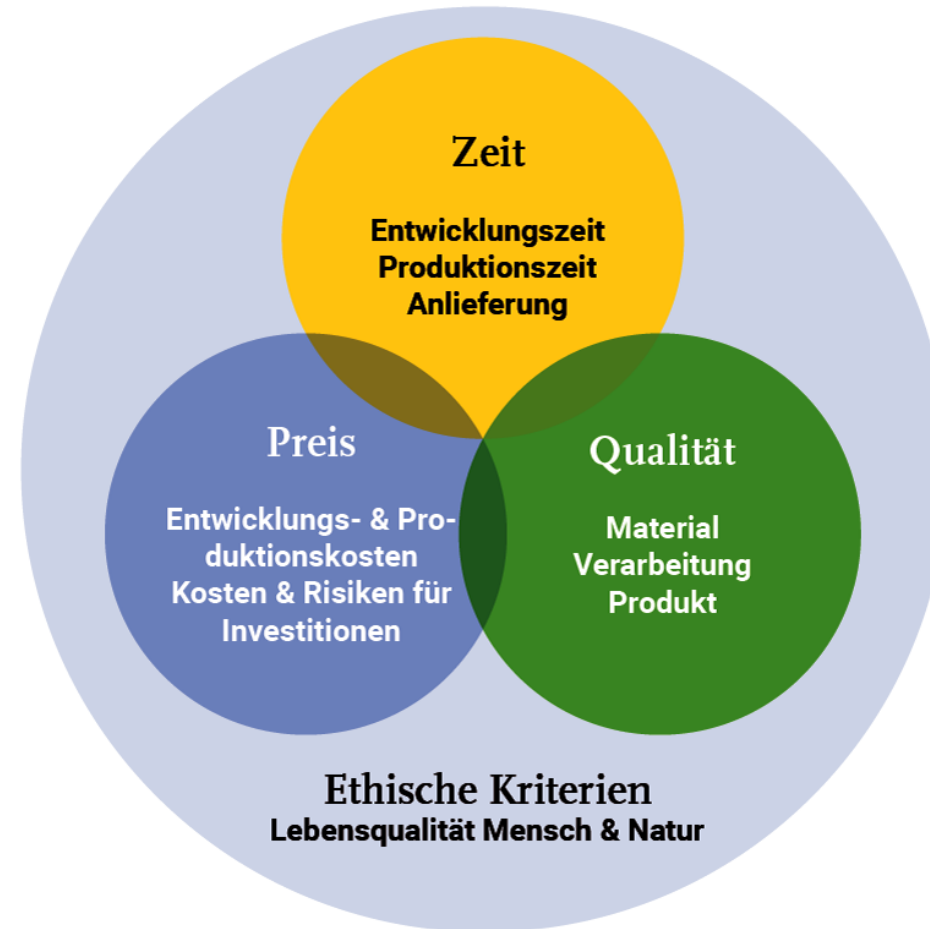 Zeit
Entwicklungszeit
Produktionszeit
Anlieferung
Preis
Entwicklungs- & Pro-
duktionskosten
Kosten & Risiken für
Investitionen
Qualität
Material
Verarbeitung
Produkt
Ethische Kriterien
Lebensqualität Mensch & Natur